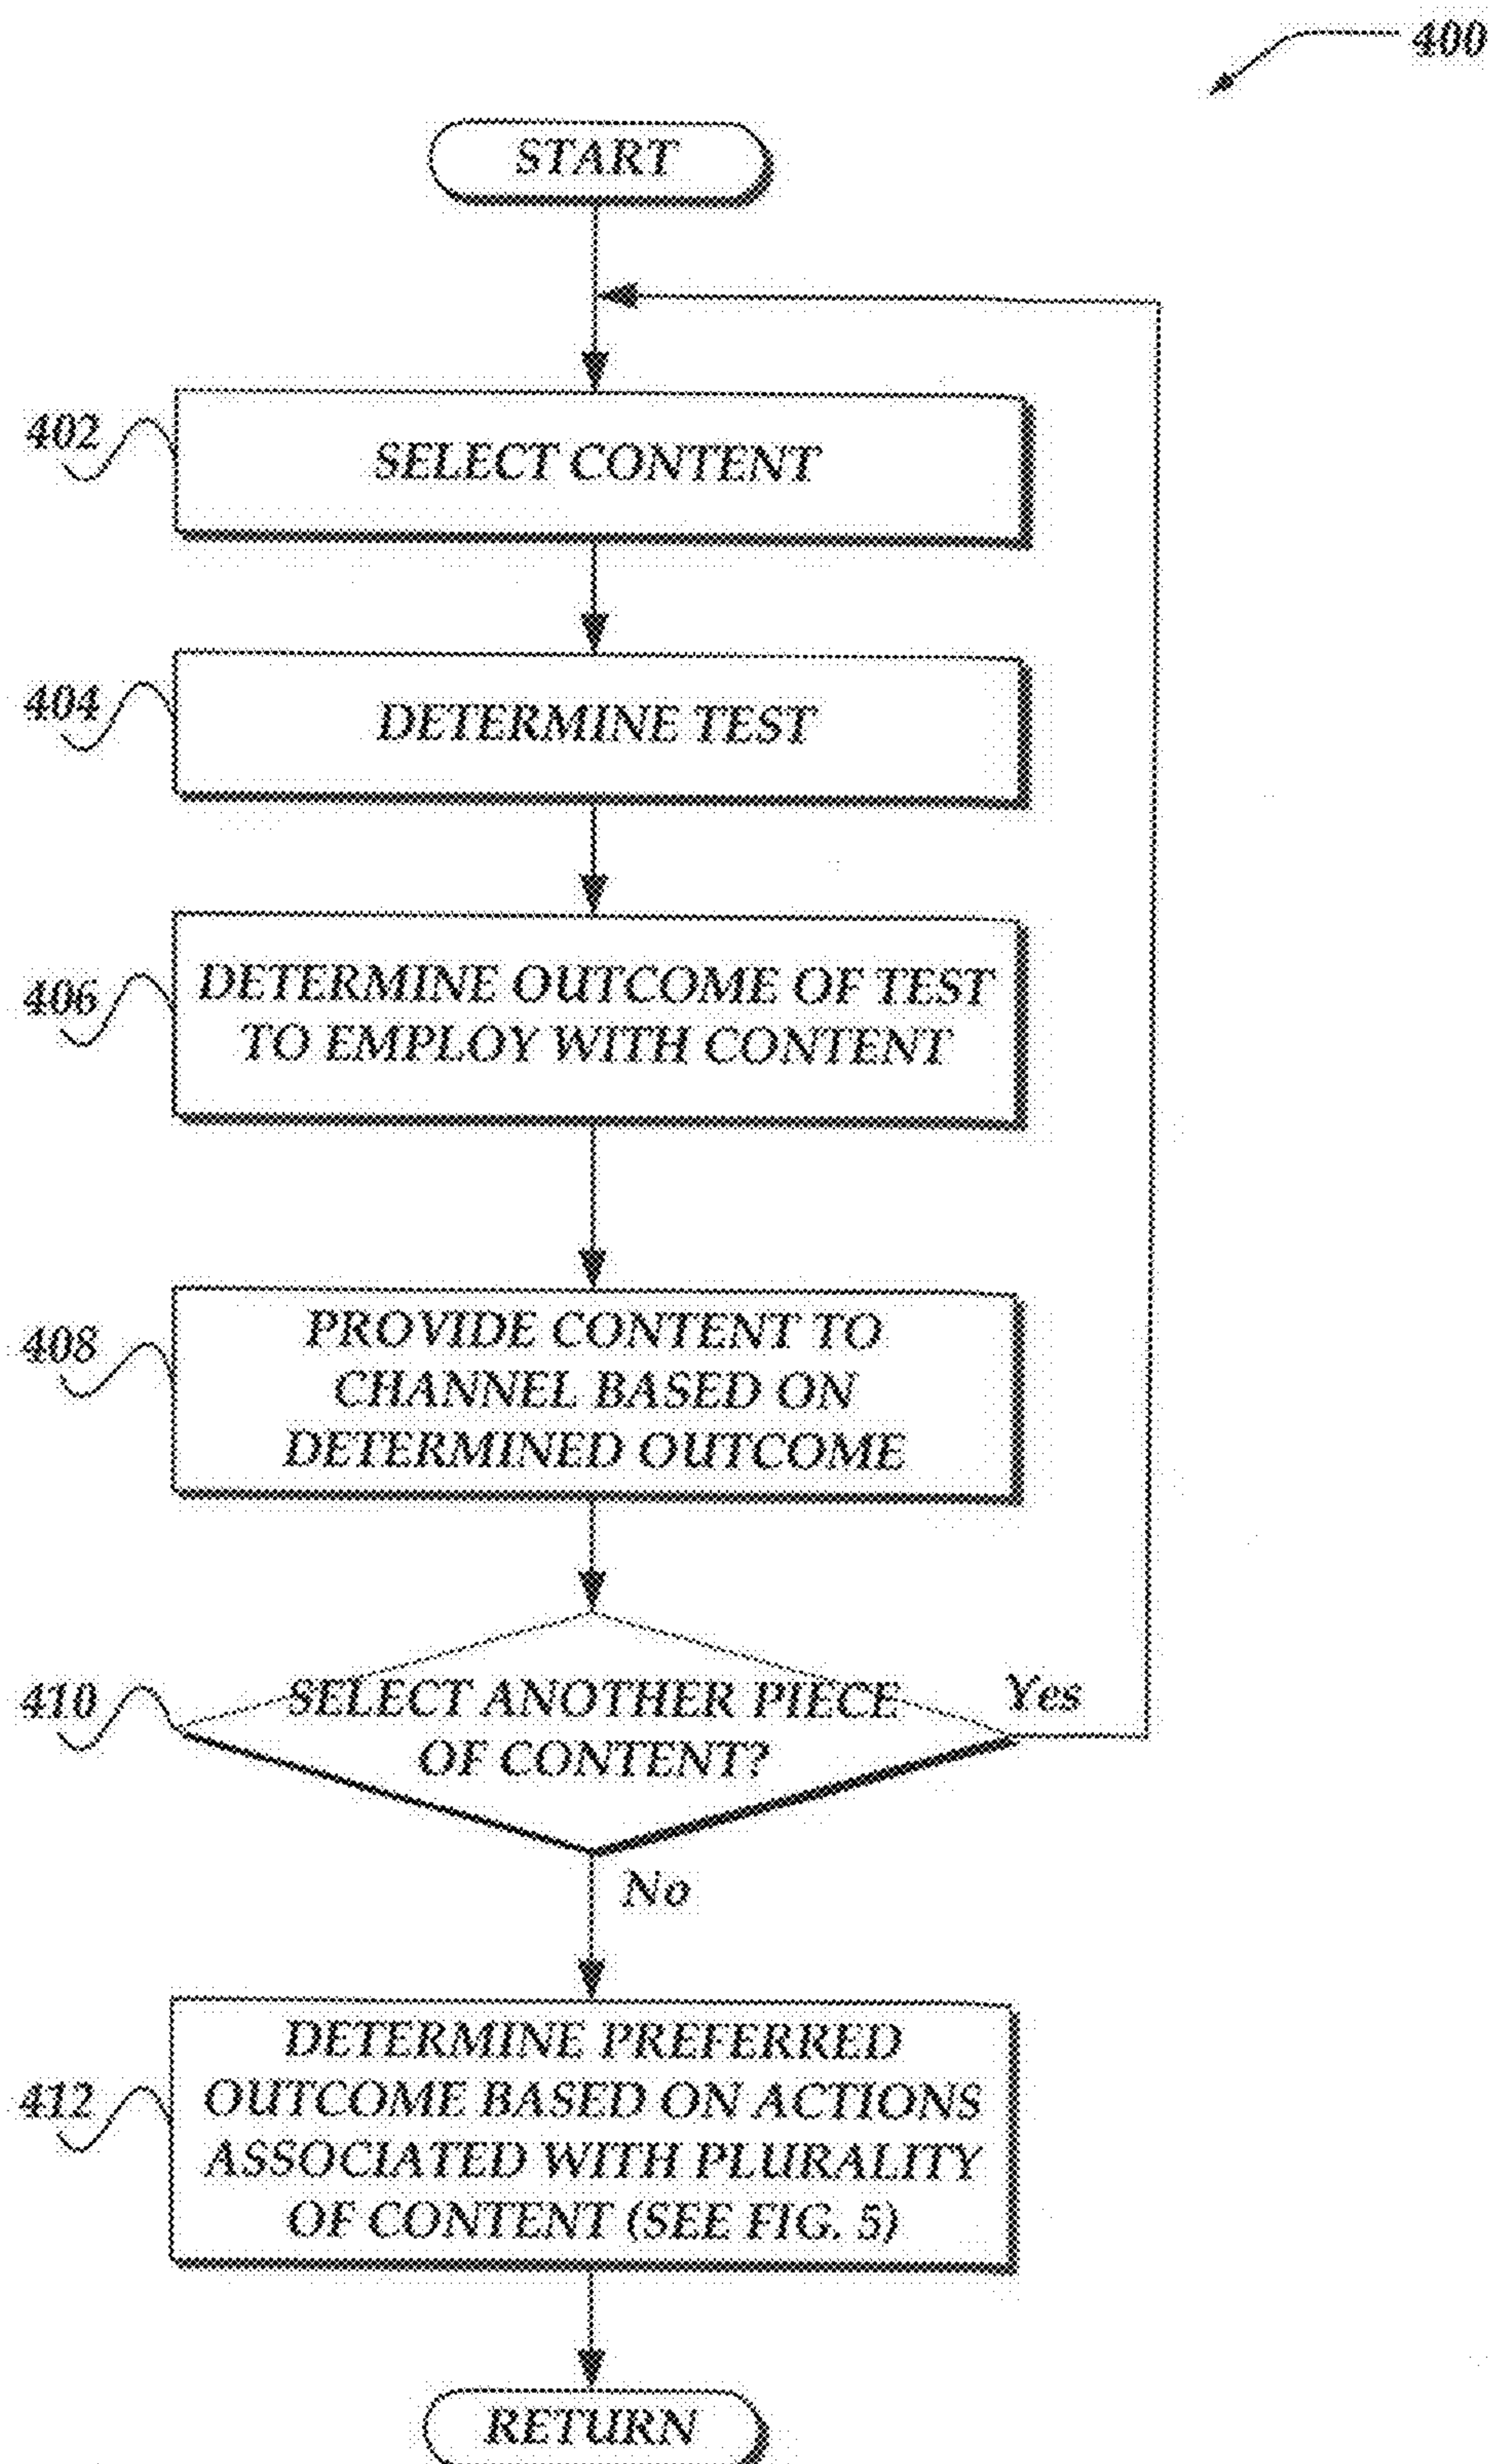 400
START
402
SELECT CONTENT
404
DETERMINE TEST
406
DETERMINE OUTCOME OF TEST
TO EMPLOY WITH CONTENT
408
PROVIDE CONTENT TO
CHANNEL BASED ON
DETERMINED OUTCOME
410
SELECT ANOTHER PIECE
OF CONTENT?
Yes
No
412
DETERMINE PREFERRED
OUTCOME BASED ON ACTIONS
ASSOCIATED WITH PLURALITY
OF CONTENT (SEE FIG. 5)
RETURN